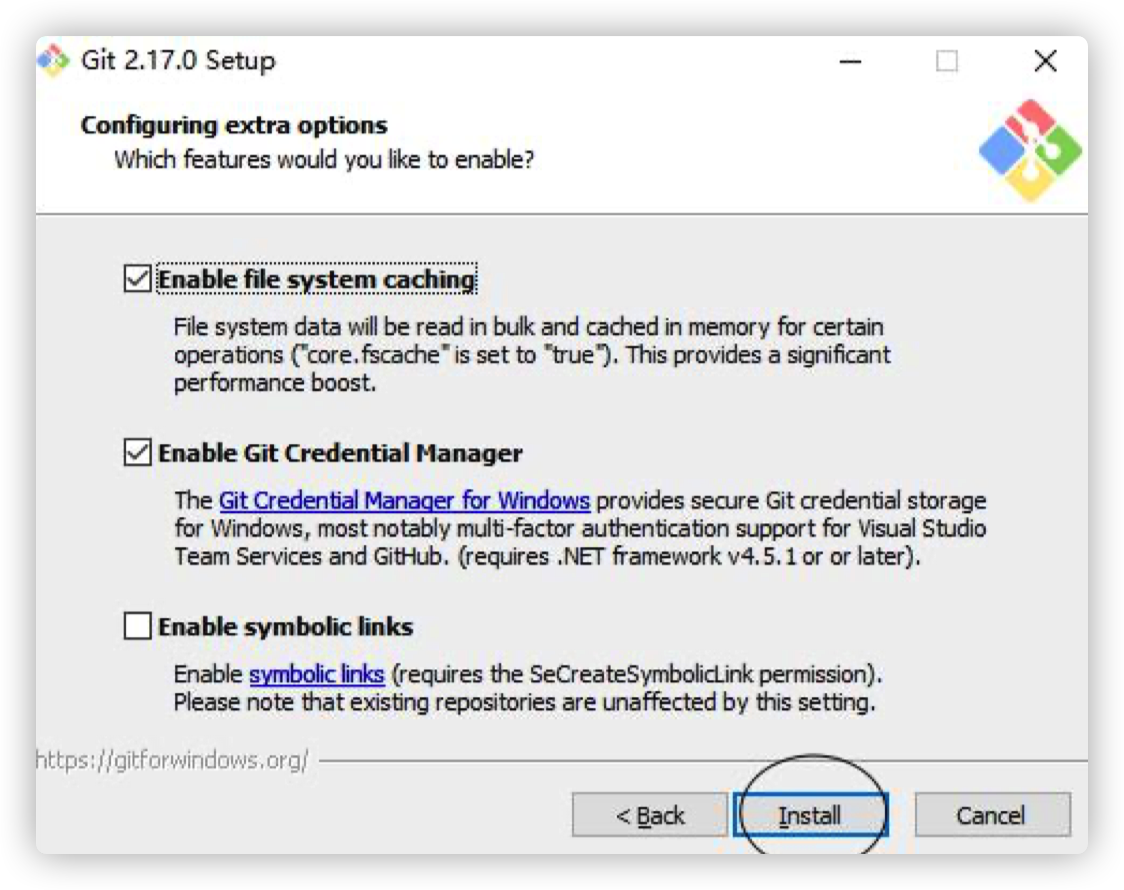 Git 2.17.0 Setup
Configuring extra options
Which features would you like to enable?
Enable file system caching
File system data will be read in bulk and cached in memory for certain
operations ("core.fscache" is set to "true"). This provides a significant
performance boost.
Enable Git Credential Manager
The Git Credential Manager for Windows provides secure Git credential storage
for Windows, most notably multi-factor authentication support for Visual Studio
Team Services and GitHub. (requires .NET framework v4.5.1 or or later).
Enable symbolic links
Enable symbolic links (requires the SeCreateSymbolicLink permission).
Please note that existing repositories are unaffected by this setting.
https://gitforwindows.org/
< Back Install Cancel